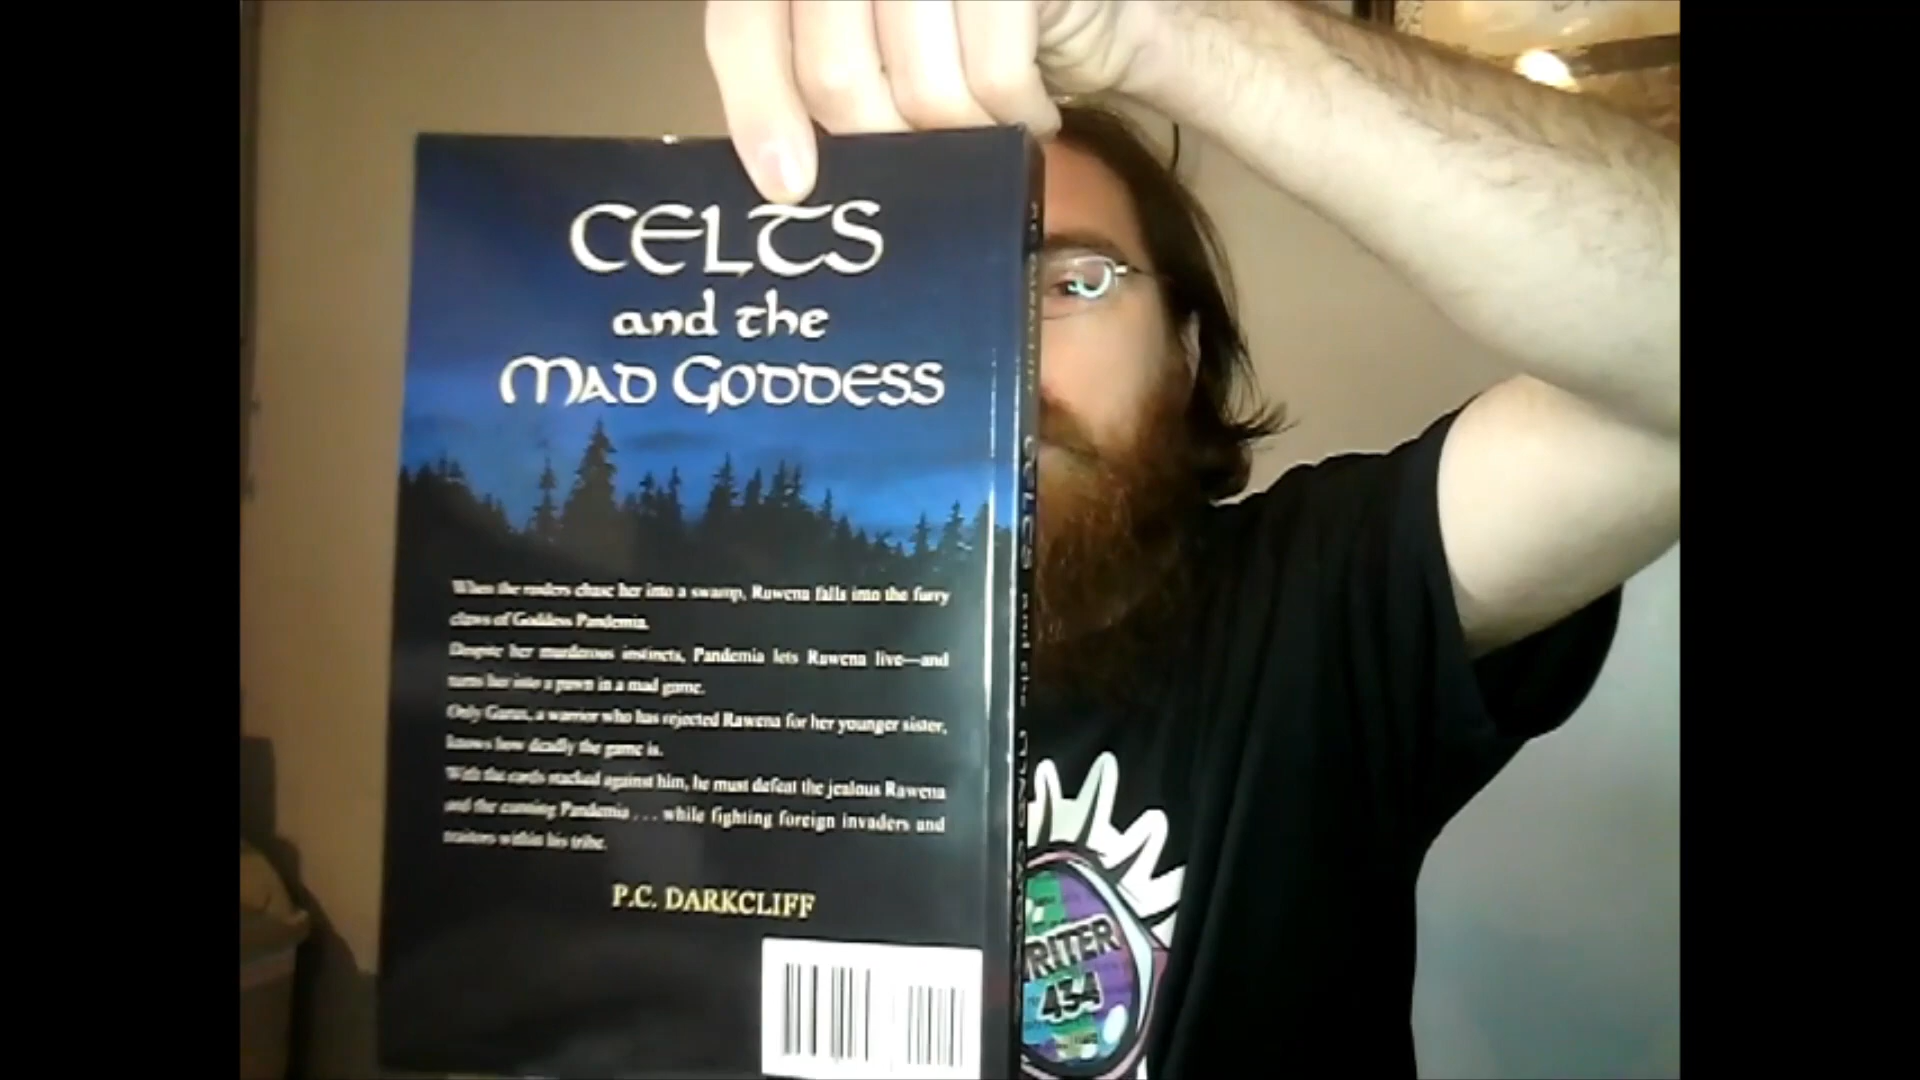 CELTS
and the
MAD GODDESS
When the raiders chase her into a swamp, Rawena falls into the furry
claws of Goddess Pandemia.
Despite her murderous instincts, Pandemia lets Rawena live—and
turns her into a pawn in a mad game.
Only Garux, a warrior who has rejected Rawena for her younger sister,
knows how deadly the game is.
With the cards stacked against him, he must defeat the jealous Rawena
and the cunning Pandemia . . . while fighting foreign invaders and
traitors within his tribe.
P.C. DARKCLIFF
CELTS and the MAD GODDESS
RITER
434